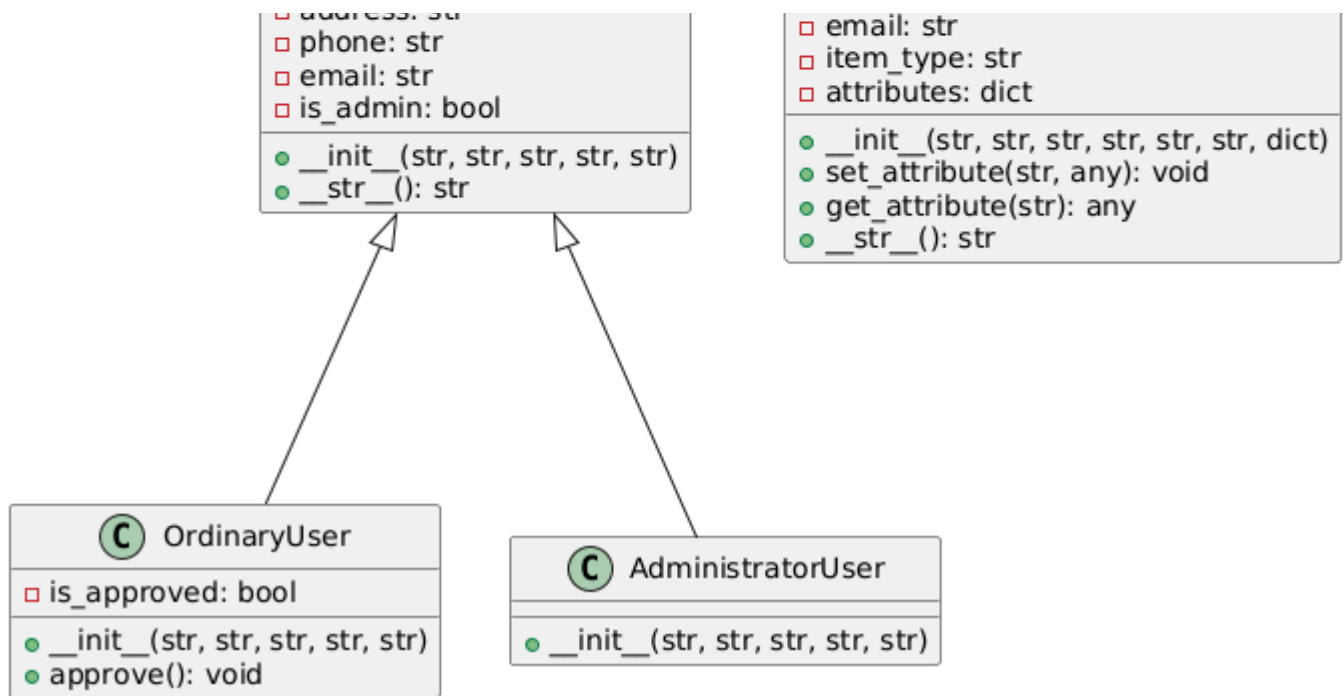 address: str
phone: str
email: str
is_admin: bool
__init__(str, str, str, str, str)
__str__(): str
email: str
item_type: str
attributes: dict
__init__(str, str, str, str, str, str, dict)
set_attribute(str, any): void
get_attribute(str): any
__str__(): str
C OrdinaryUser
is_approved: bool
__init__(str, str, str, str, str)
approve(): void
C AdministratorUser
__init__(str, str, str, str, str)